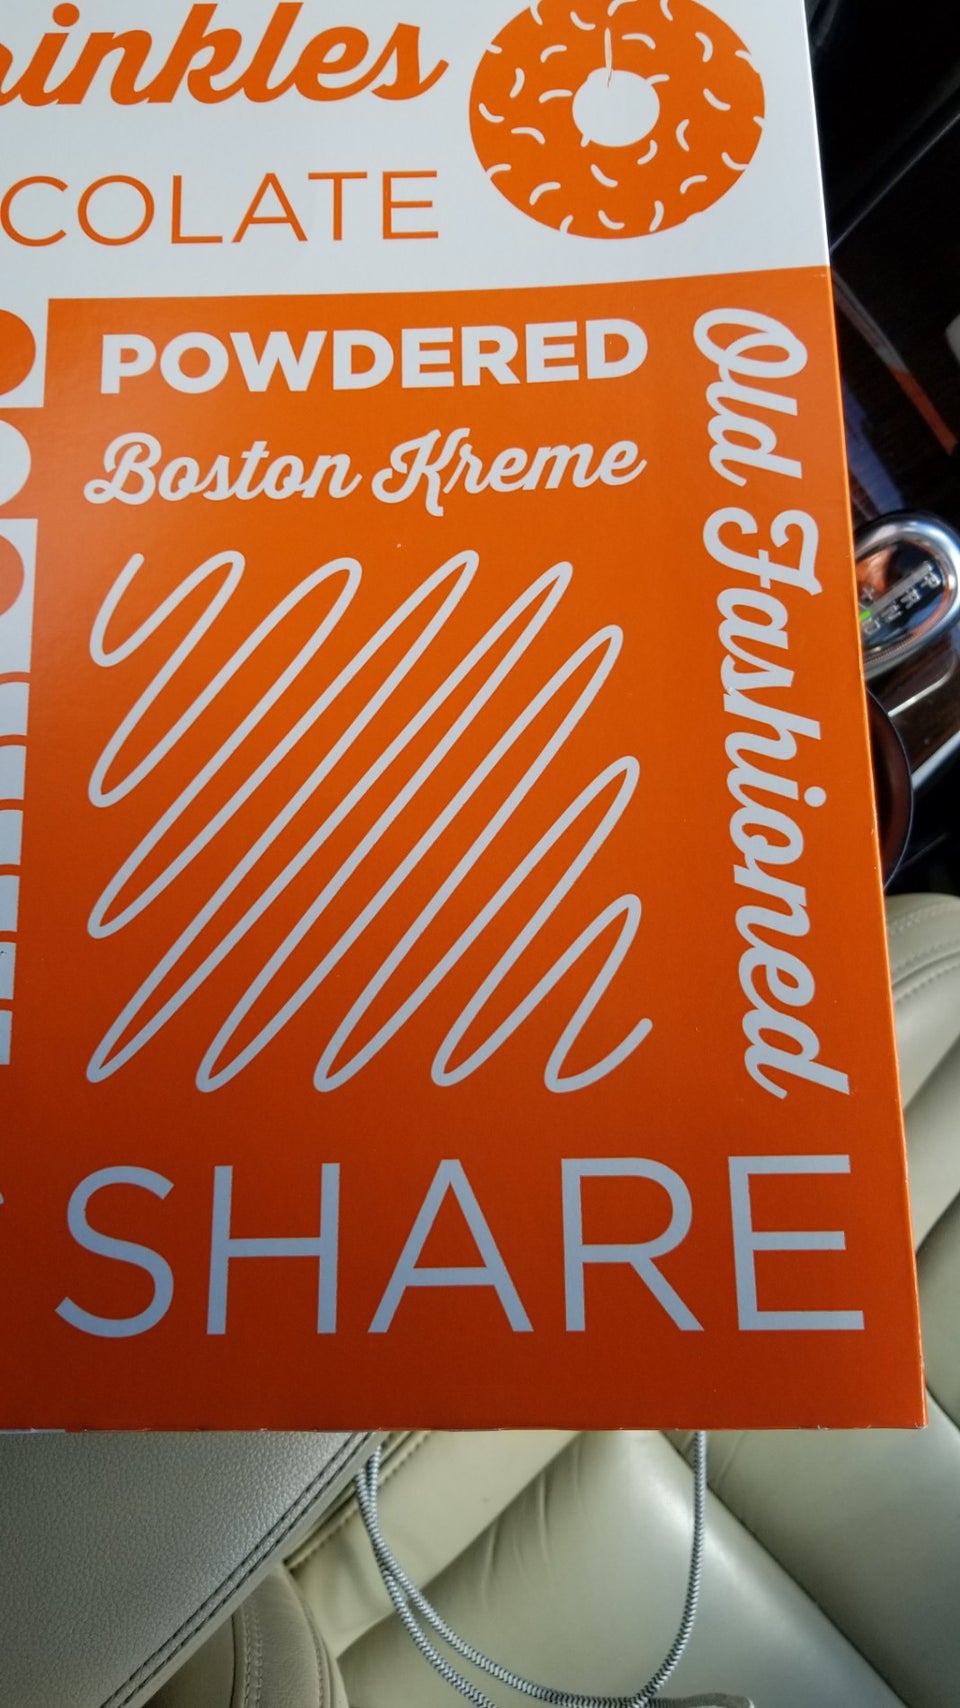 inkles
COLATE
POWDERED
Boston Kreme
Old Fashioned
SHARE